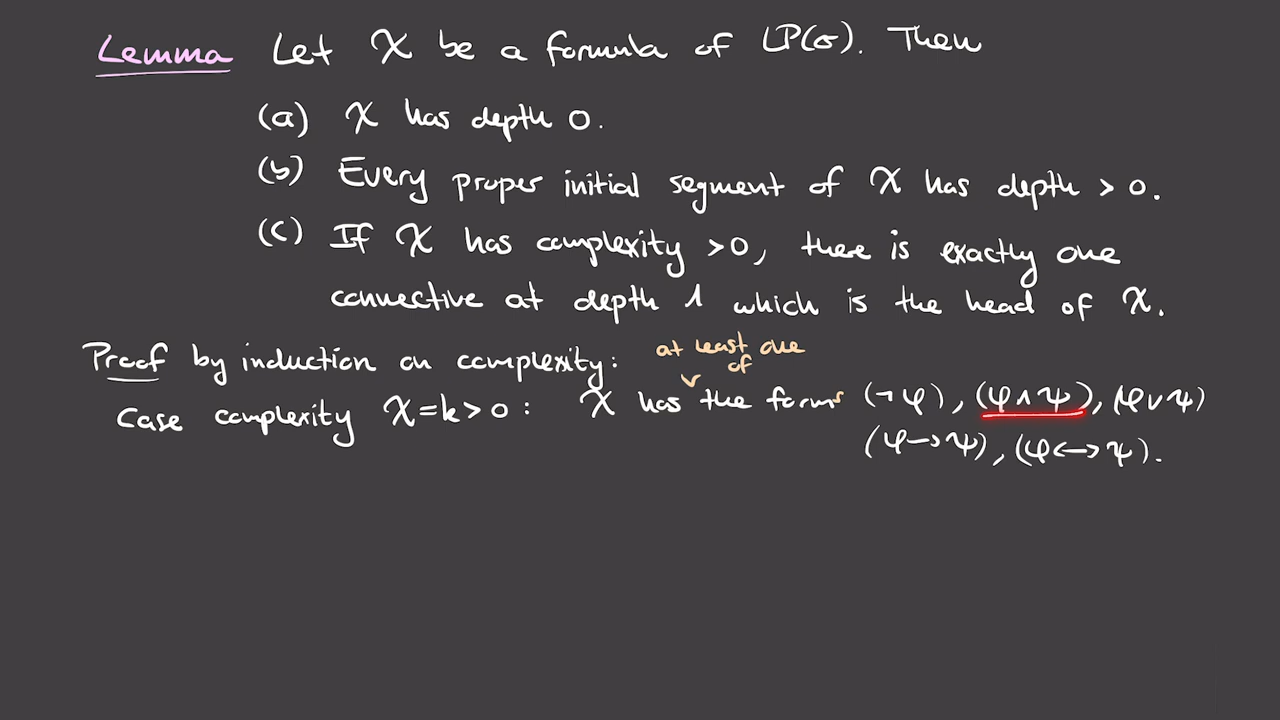 Lemma Let χ be a formula of LP(σ). Then
(a) χ has depth 0.
(b) Every proper initial segment of χ has depth > 0.
(c) If χ has complexity >0, there is exactly one
connective at depth 1 which is the head of χ.
Proof by induction on complexity:
at least one
of
Case complexity χ=k>0: χ has the forms (¬φ), (φ∧ψ), (φ∨ψ)
(φ→ψ), (φ↔ψ).